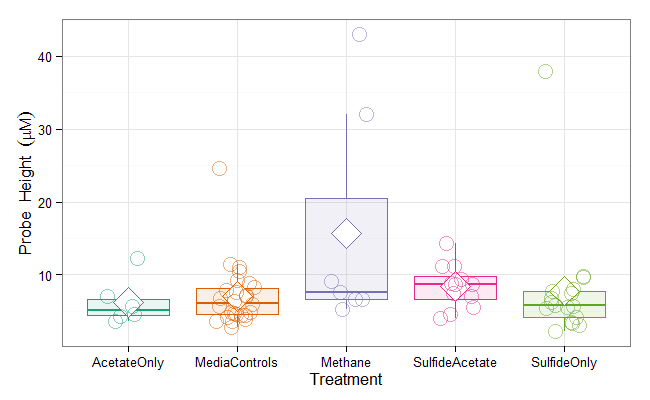 Probe Height (µM)
40
30
20
10
AcetateOnly MediaControls Methane SulfideAcetate SulfideOnly
Treatment